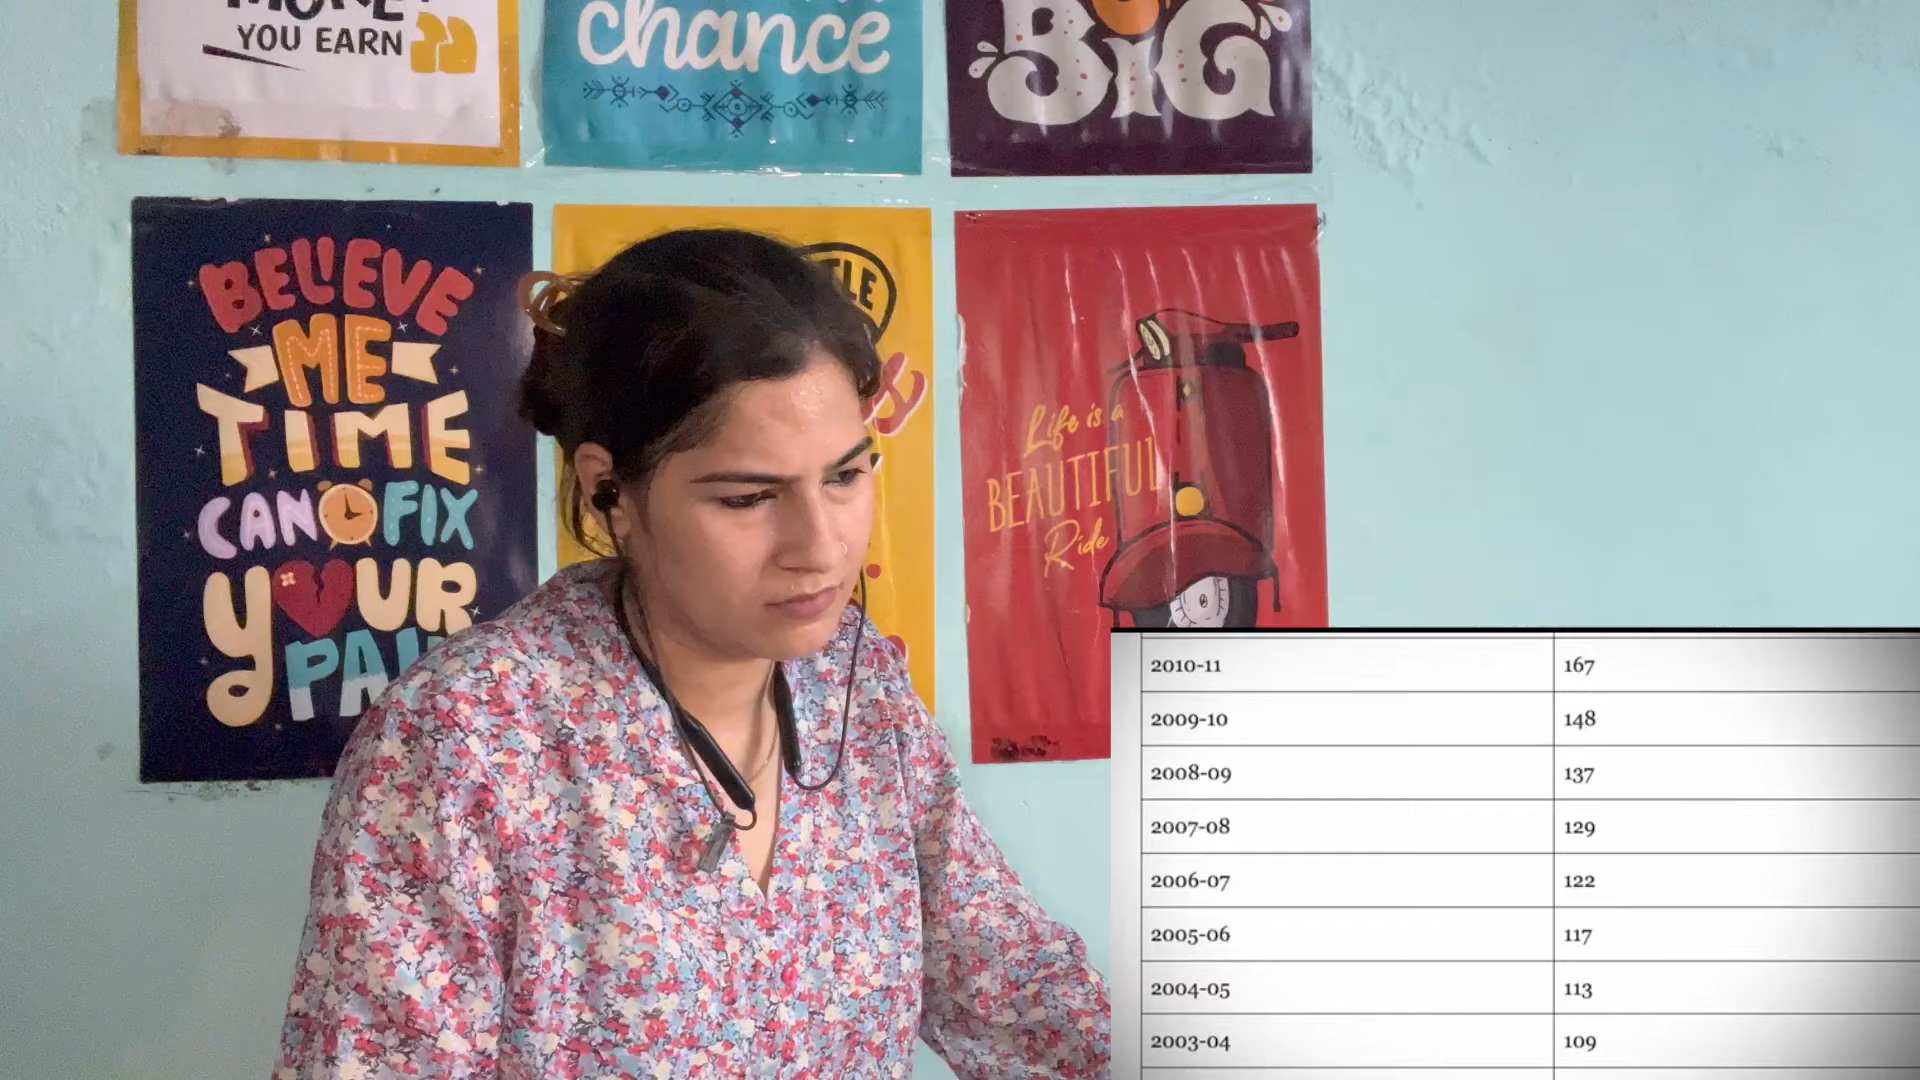 YOU EARN
chance
BIG
BELIEVE
ME
TIME
CAN FIX
YOUR
Life is a
BEAUTIFUL
Ride
2010-11 167
2009-10 148
2008-09 137
2007-08 129
2006-07 122
2005-06 117
2004-05 113
2003-04 109